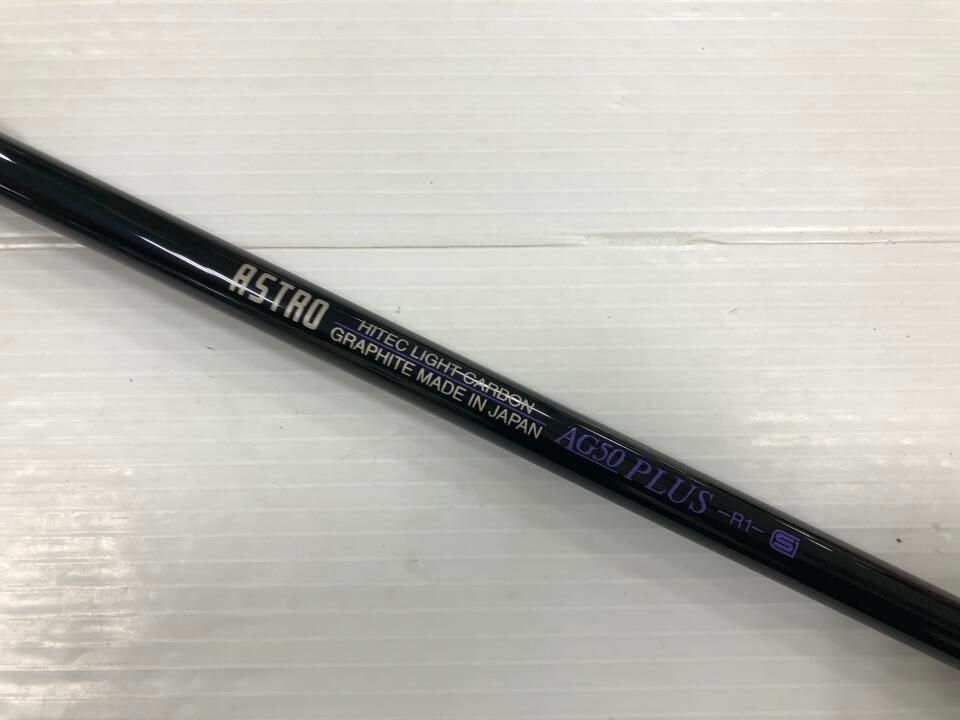 ASTRO
HITEC LIGHT CARBON
GRAPHITE MADE IN JAPAN
AG50 PLUS -R1- S